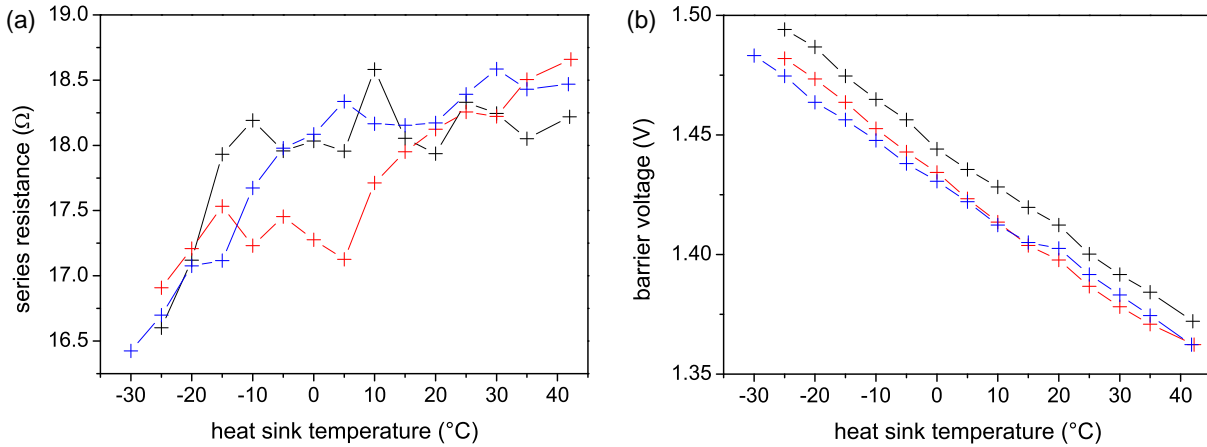 (a)
19.0
18.5
18.0
17.5
17.0
16.5
series resistance (Ω)
-30 -20 -10 0 10 20 30 40
heat sink temperature (°C)
(b)
1.50
1.45
1.40
1.35
barrier voltage (V)
-30 -20 -10 0 10 20 30 40
heat sink temperature (°C)